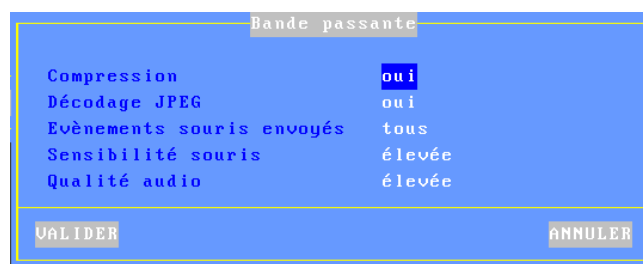 Bande passante
Compression oui
Décodage JPEG oui
Evènements souris envoyés tous
Sensibilité souris élevée
Qualité audio élevée
VALIDER ANNULER